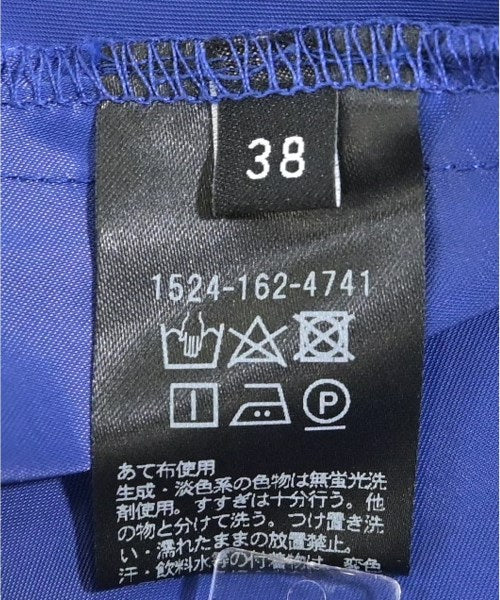 38
1524-162-4741
P
あて布使用
生成・淡色系の色物は無蛍光洗
剤使用。すすぎは十分行う。他
の物と分けて洗う。つけ置き洗
い・濡れたままの放置禁止。
汗・飲料水等の付着物は、変色